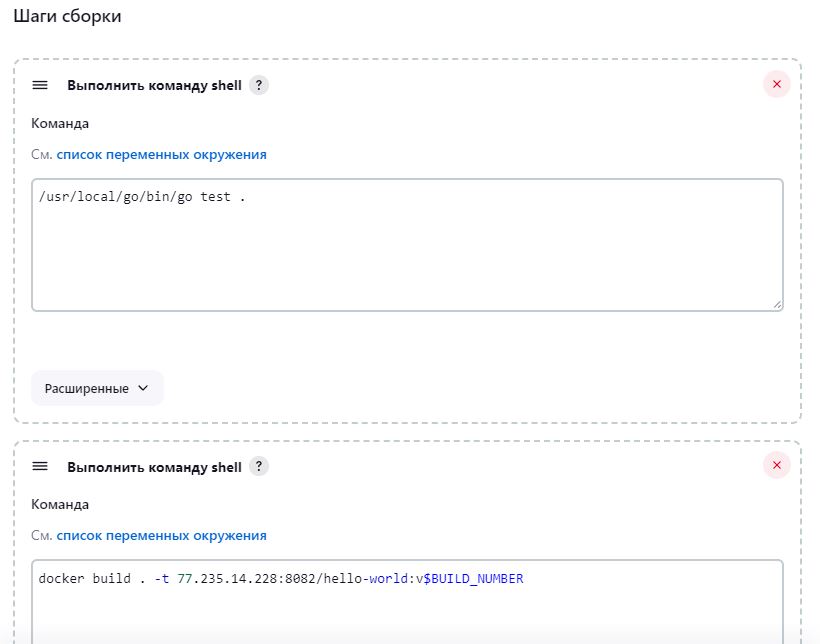 Шаги сборки
Выполнить команду shell ?
Команда
См. список переменных окружения
/usr/local/go/bin/go test .
Расширенные
Выполнить команду shell ?
Команда
См. список переменных окружения
docker build . -t 77.235.14.228:8082/hello-world:v$BUILD_NUMBER